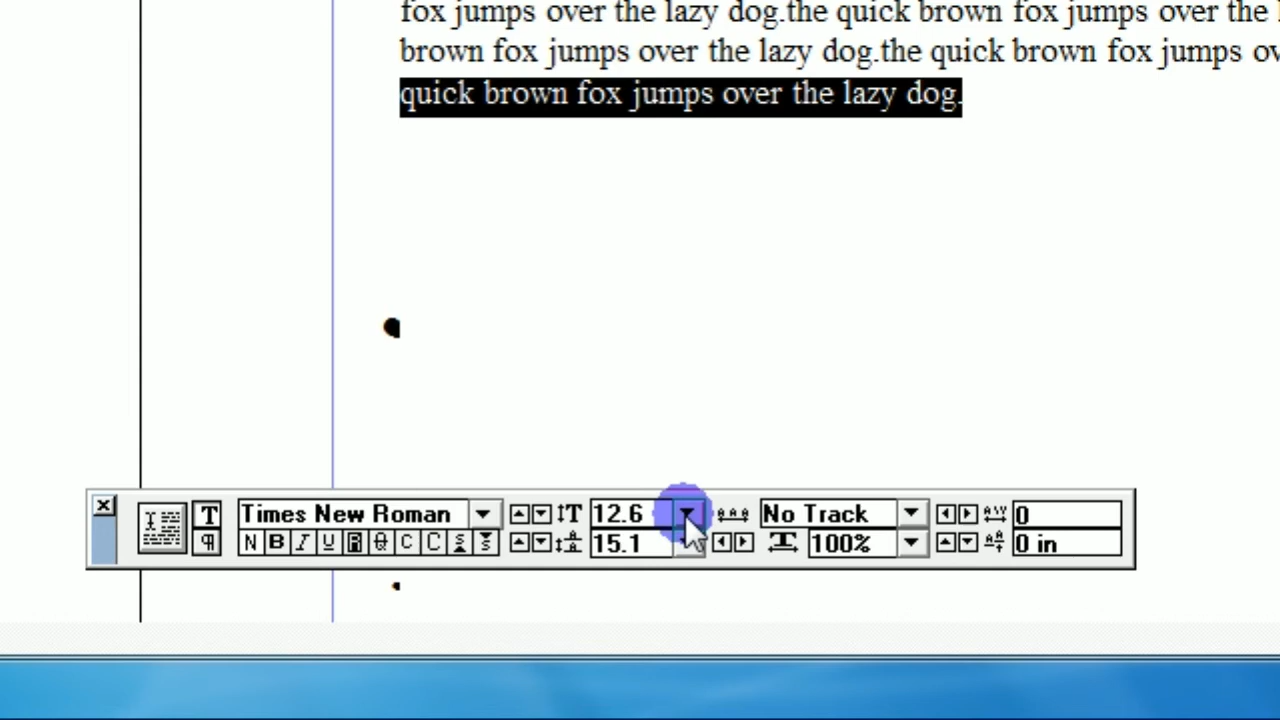 fox jumps over the lazy dog.the quick brown fox jumps over the
brown fox jumps over the lazy dog.the quick brown fox jumps ov
quick brown fox jumps over the lazy dog.
T Times New Roman T 12.6 No Track 0
¶ N B I U R O C C S S 15.1 100% 0 in